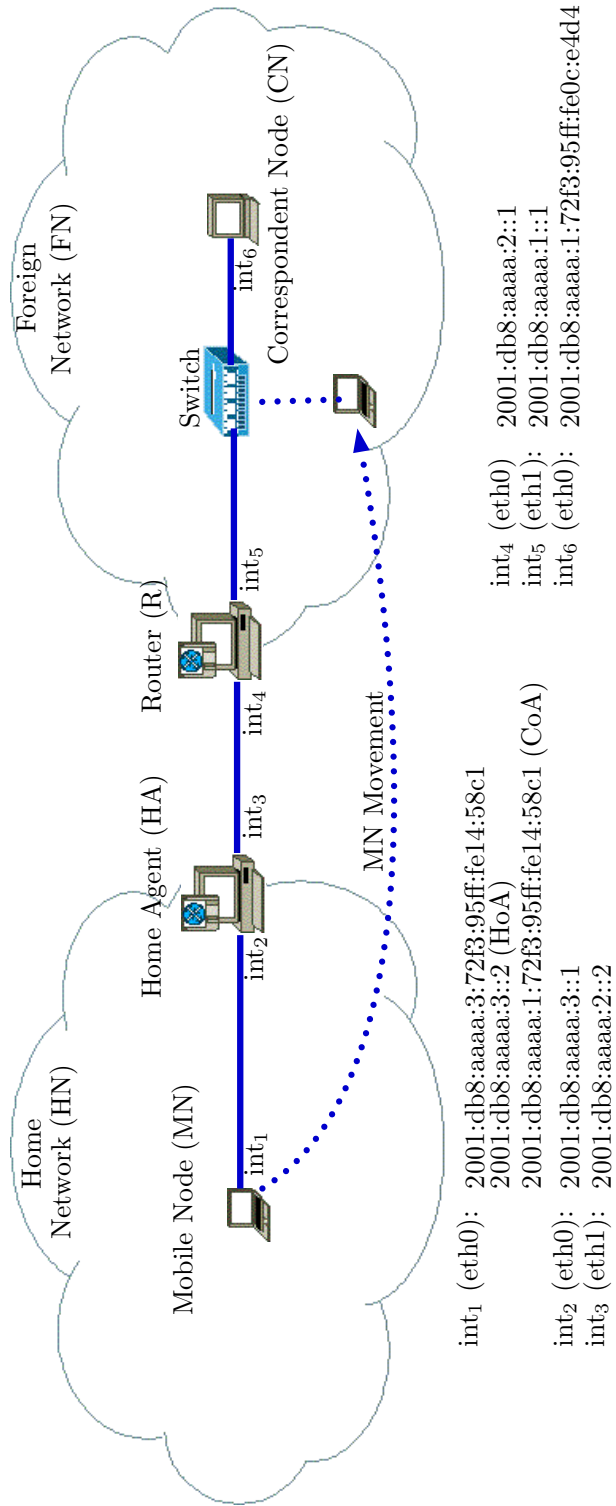 Home
Network (HN)
Foreign
Network (FN)
Mobile Node (MN)
Home Agent (HA)
Router (R)
Switch
Correspondent Node (CN)
int1
int2
int3
int4
int5
int6
MN Movement
int1 (eth0): 2001:db8:aaaa:3:72f3:95ff:fe14:58c1
2001:db8:aaaa:3::2 (HoA)
2001:db8:aaaa:1:72f3:95ff:fe14:58c1 (CoA)
int2 (eth0): 2001:db8:aaaa:3::1
int3 (eth1): 2001:db8:aaaa:2::2
int4 (eth0) 2001:db8:aaaa:2::1
int5 (eth1): 2001:db8:aaaa:1::1
int6 (eth0): 2001:db8:aaaa:1:72f3:95ff:fe0c:e4d4